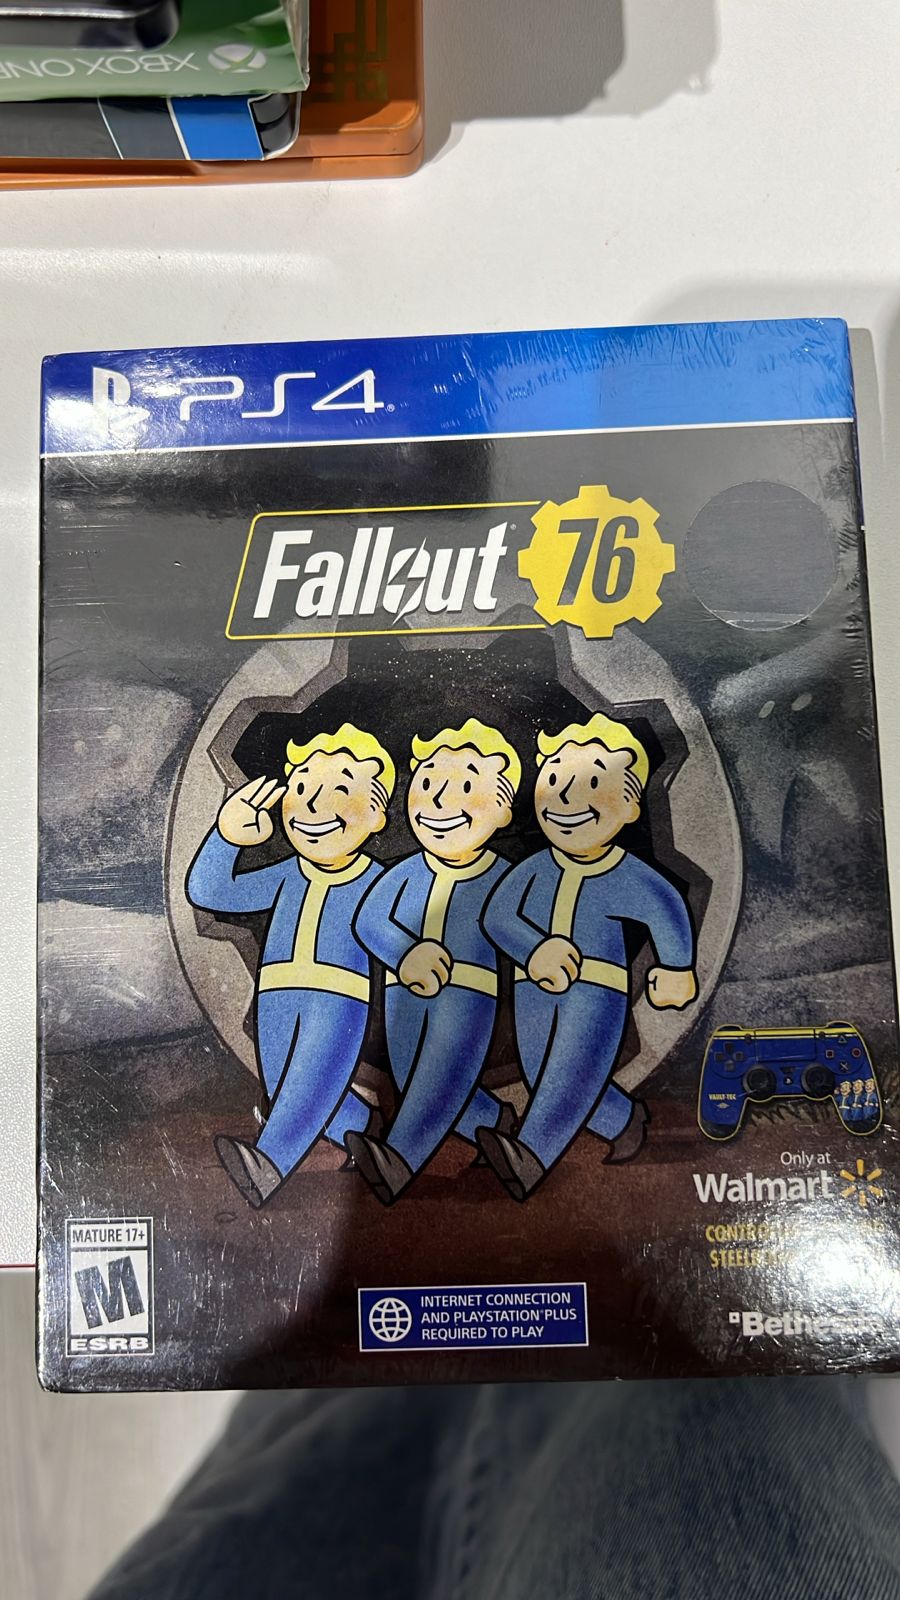 XBOX ONE
PS4
Fallout 76
VAULT-TEC
Only at
Walmart
MATURE 17+
M
ESRB
INTERNET CONNECTION
AND PLAYSTATION®PLUS
REQUIRED TO PLAY